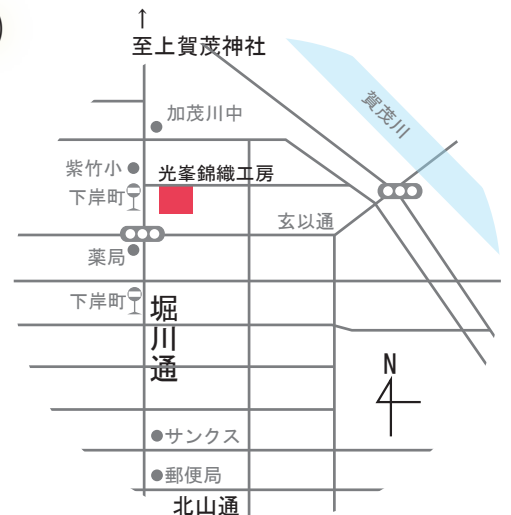 ↑
至上賀茂神社
賀茂川
加茂川中
紫竹小
光峯錦織工房
下岸町
玄以通
薬局
下岸町
堀川通
N
サンクス
郵便局
北山通